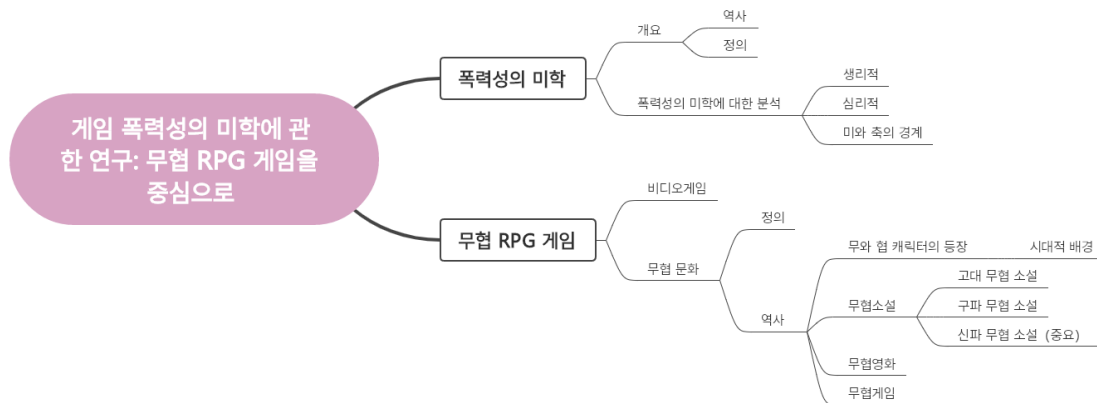 게임 폭력성의 미학에 관
한 연구: 무협 RPG 게임을
중심으로
폭력성의 미학
개요
역사
정의
폭력성의 미학에 대한 분석
생리적
심리적
미와 축의 경계
무협 RPG 게임
비디오게임
무협 문화
정의
역사
무와 협 캐릭터의 등장
시대적 배경
무협소설
고대 무협 소설
구파 무협 소설
신파 무협 소설 (중요)
무협영화
무협게임